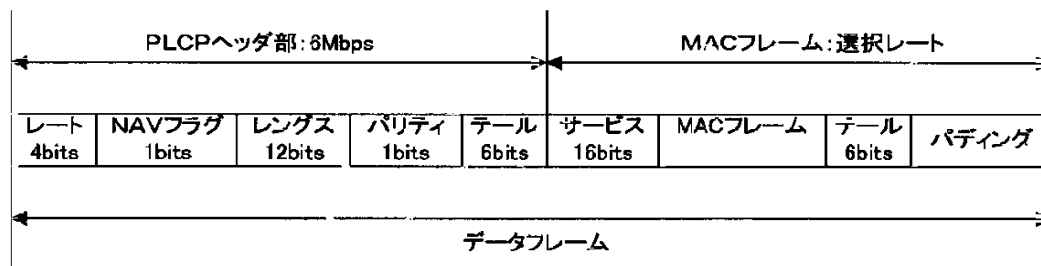 PLCPヘッダ部:6Mbps
MACフレーム:選択レート
レート
4bits
NAVフラグ
1bits
レングス
12bits
パリティ
1bits
テール
6bits
サービス
16bits
MACフレーム
テール
6bits
パディング
データフレーム